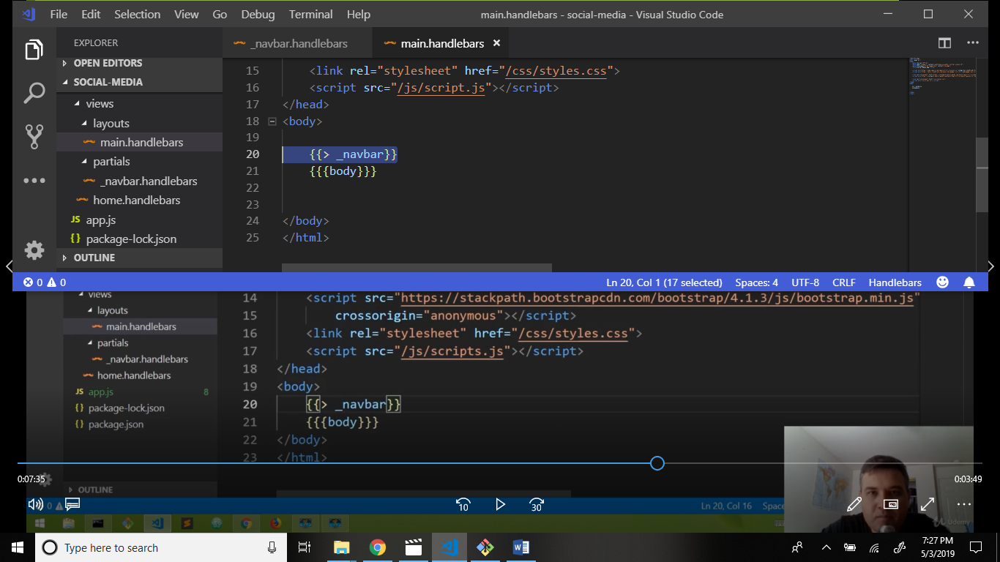 File Edit Selection View Go Debug Terminal Help main.handlebars - social-media - Visual Studio Code
EXPLORER
_navbar.handlebars main.handlebars
OPEN EDITORS
SOCIAL-MEDIA
views
layouts
main.handlebars
partials
_navbar.handlebars
home.handlebars
app.js
package-lock.json
OUTLINE
15 <link rel="stylesheet" href="/css/styles.css">
16 <script src="/js/script.js"></script>
17 </head>
18 <body>
19
20 {{> _navbar}}
21 {{{body}}}
22
23
24 </body>
25 </html>
0 0 Ln 20, Col 1 (17 selected) Spaces: 4 UTF-8 CRLF Handlebars
views
layouts
main.handlebars
partials
_navbar.handlebars
home.handlebars
app.js 8
package-lock.json
package.json
OUTLINE
14 <script src="https://stackpath.bootstrapcdn.com/bootstrap/4.1.3/js/bootstrap.min.js"
15 crossorigin="anonymous"></script>
16 <link rel="stylesheet" href="/css/styles.css">
17 <script src="/js/scripts.js"></script>
18 </head>
19 <body>
20 {{> _navbar}}
21 {{{body}}}
22 </body>
23 </html>
0:07:35 0:03:49
10 30
0 Ln 20, Col 16 Space
Udemy
Type here to search
7:27 PM
5/3/2019